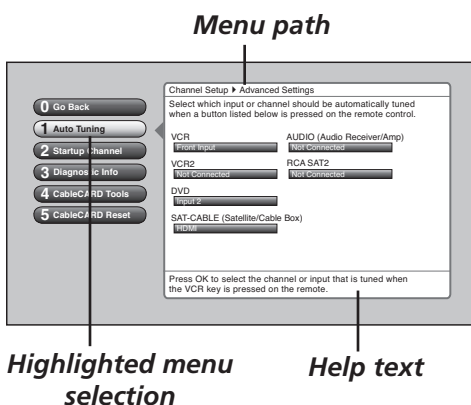 Menu path
Channel Setup ▶ Advanced Settings
0 Go Back
1 Auto Tuning
2 Startup Channel
3 Diagnostic Info
4 CableCARD Tools
5 CableCARD Reset
Select which input or channel should be automatically tuned
when a button listed below is pressed on the remote control.
VCR
Front Input
VCR2
Not Connected
DVD
Input 2
SAT-CABLE (Satellite/Cable Box)
HDMI
AUDIO (Audio Receiver/Amp)
Not Connected
RCA SAT2
Not Connected
Press OK to select the channel or input that is tuned when
the VCR key is pressed on the remote.
Highlighted menu
selection
Help text